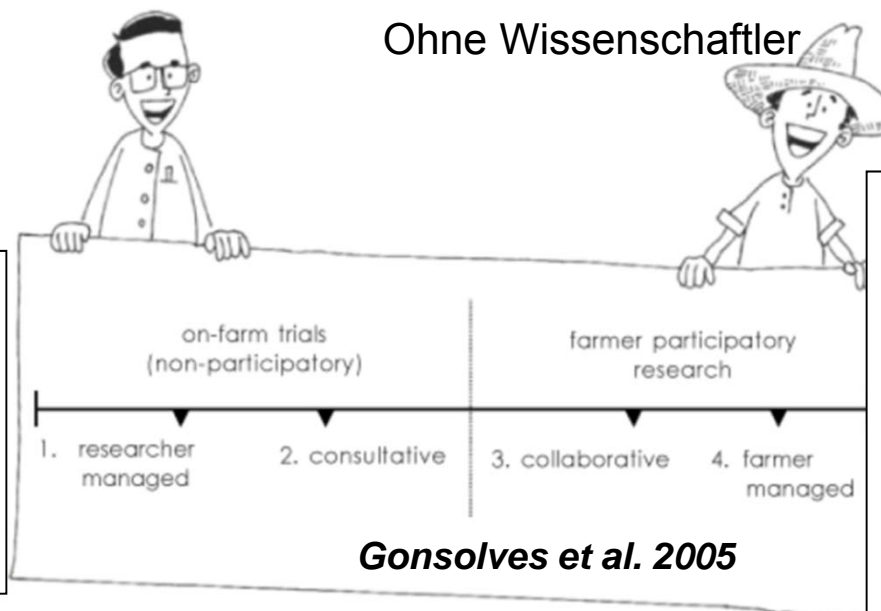 Ohne Wissenschaftler
on-farm trials
(non-participatory)
farmer participatory
research
1. researcher
managed
2. consultative
3. collaborative
4. farmer
managed
Gonsolves et al. 2005